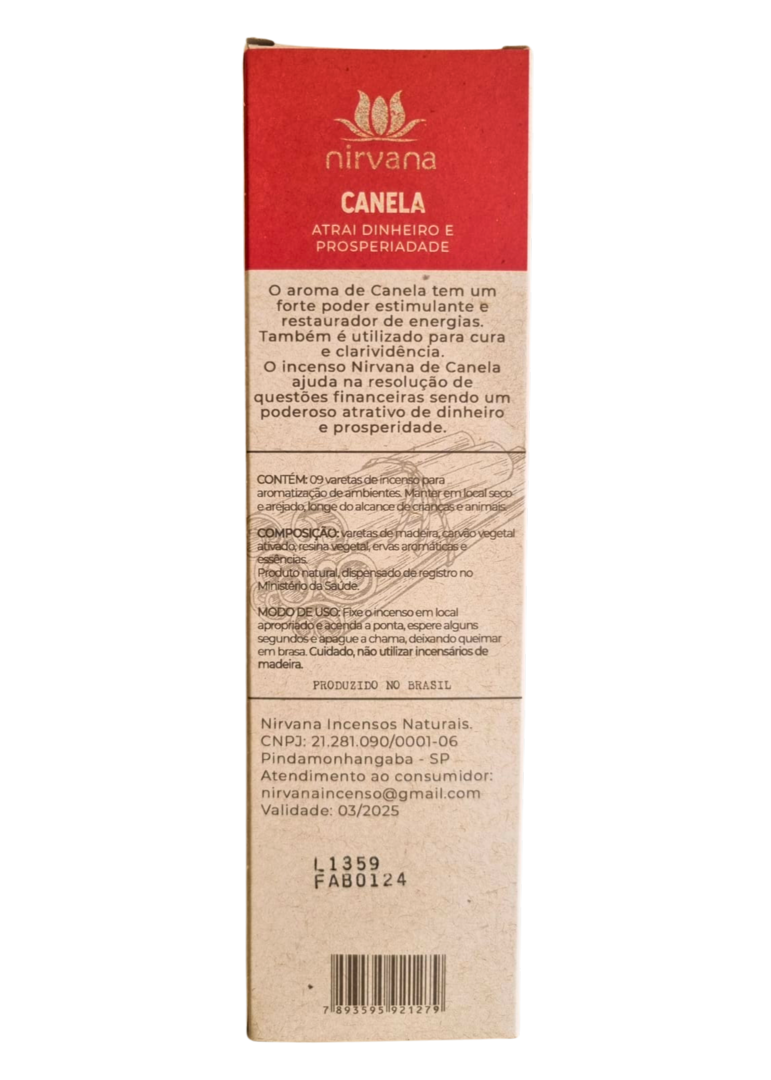 nirvana
CANELA
ATRAI DINHEIRO E
PROSPERIADADE
O aroma de Canela tem um
forte poder estimulante e
restaurador de energias.
Também é utilizado para cura
e clarividência.
O incenso Nirvana de Canela
ajuda na resolução de
questões financeiras sendo um
poderoso atrativo de dinheiro
e prosperidade.
CONTÉM: 09 varetas de incenso para
aromatização de ambientes. Manter em local seco
e arejado, longe do alcance de crianças e animais.
COMPOSIÇÃO: varetas de madeira, carvão vegetal
ativado, resina vegetal, ervas aromáticas e
essências.
Produto natural, dispensado de registro no
Ministério da Saúde.
MODO DE USO: Fixe o incenso em local
apropriado e acenda a ponta, espere alguns
segundos e apague a chama, deixando queimar
em brasa. Cuidado, não utilizar incensários de
madeira.
PRODUZIDO NO BRASIL
Nirvana Incensos Naturais.
CNPJ: 21.281.090/0001-06
Pindamonhangaba - SP
Atendimento ao consumidor:
nirvanaincenso@gmail.com
Validade: 03/2025
L1359
FAB0124
7 893595 921279